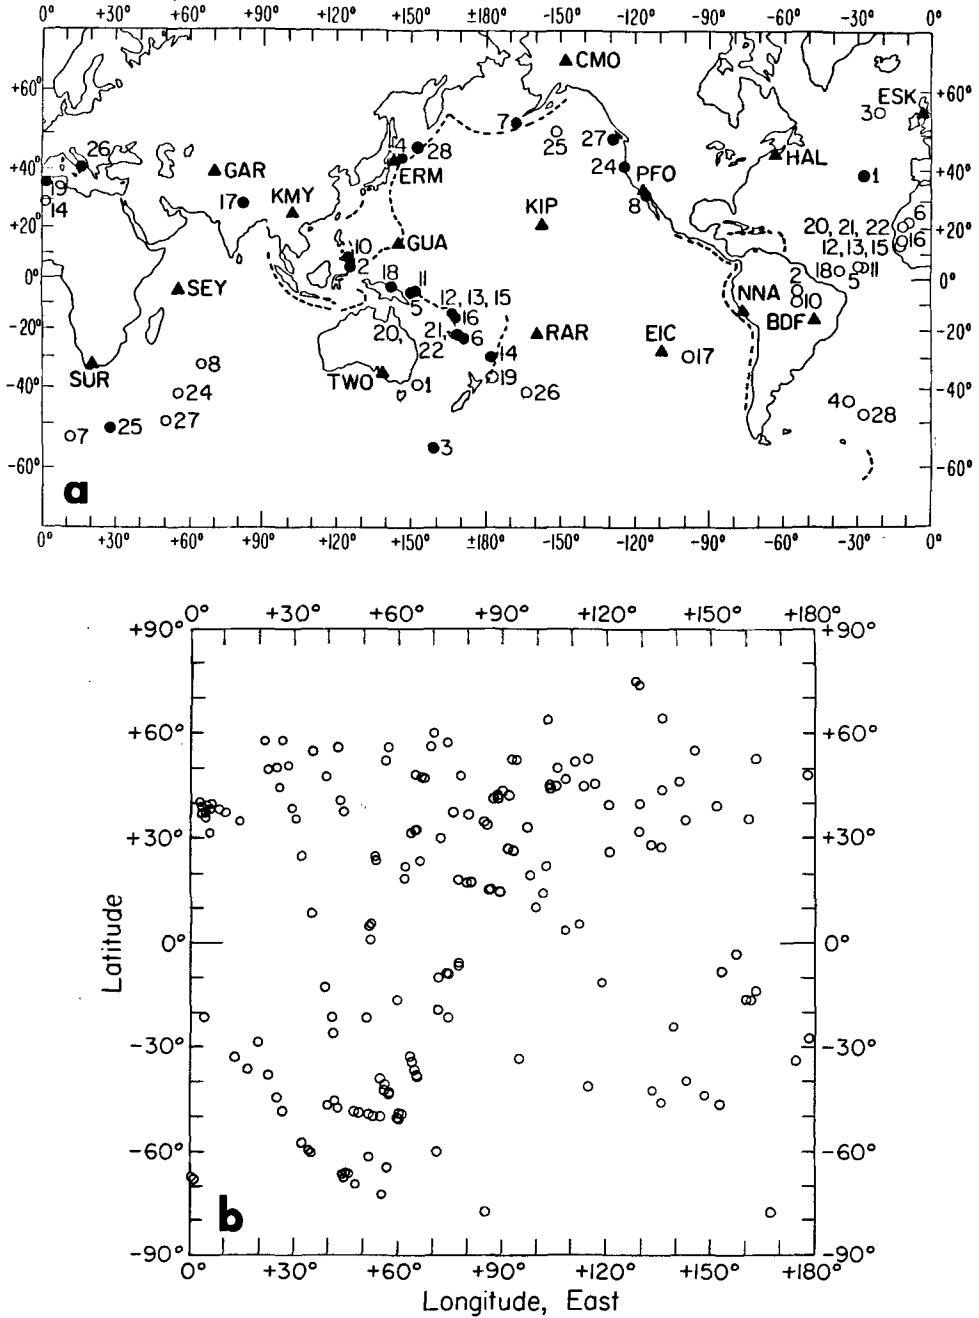 0° +30° +60° +90° +120° +150° ±180° -150° -120° -90° -60° -30° 0°
CMO
+60° +60°
ESK
3
7
25
27
26
4
28
HAL
+40° +40°
GAR
ERM
24
PFO
1
19
17
KMY
8
14
KIP
6
+20° 20, 21, 22 +20°
10
GUA
12, 13, 15 16
2
18
11
18
11
0° 0°
SEY
5
2
5
12, 13, 15
NNA
10
16
BDF
-20° 20, 21, 6 RAR EIC -20°
22
14
17
8
SUR
TWO
1
19
26
-40° 24 4 -40°
27
28
7
25
3
-60° -60°
a
0° +30° +60° +90° +120° +150° ±180° -150° -120° -90° -60° -30° 0°
0° +30° +60° +90° +120° +150° +178°
+90° +90°
+60° +60°
+30° +30°
Latitude
0° 0°
-30° -30°
-60° -60°
b
-90° -90°
0° +30° +60° +90° +120° +150° +180°
Longitude, East